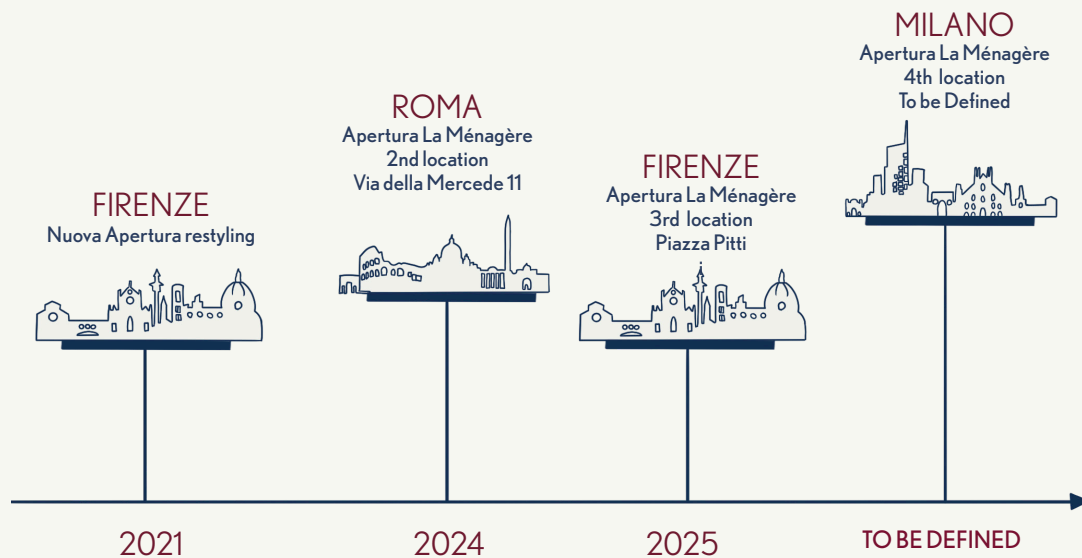 FIRENZE
Nuova Apertura restyling
ROMA
Apertura La Ménagère
2nd location
Via della Mercede 11
FIRENZE
Apertura La Ménagère
3rd location
Piazza Pitti
MILANO
Apertura La Ménagère
4th location
To be Defined
2021
2024
2025
TO BE DEFINED